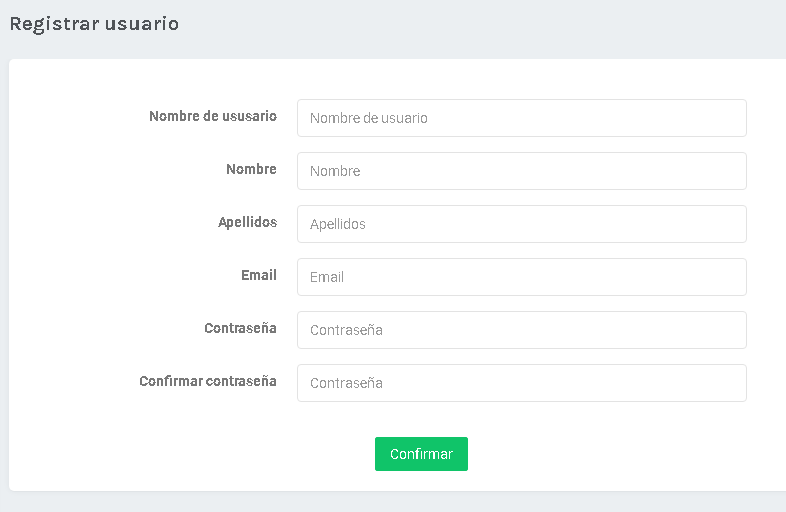 Registrar usuario
Nombre de ususario Nombre de usuario
Nombre Nombre
Apellidos Apellidos
Email Email
Contraseña Contraseña
Confirmar contraseña Contraseña
Confirmar